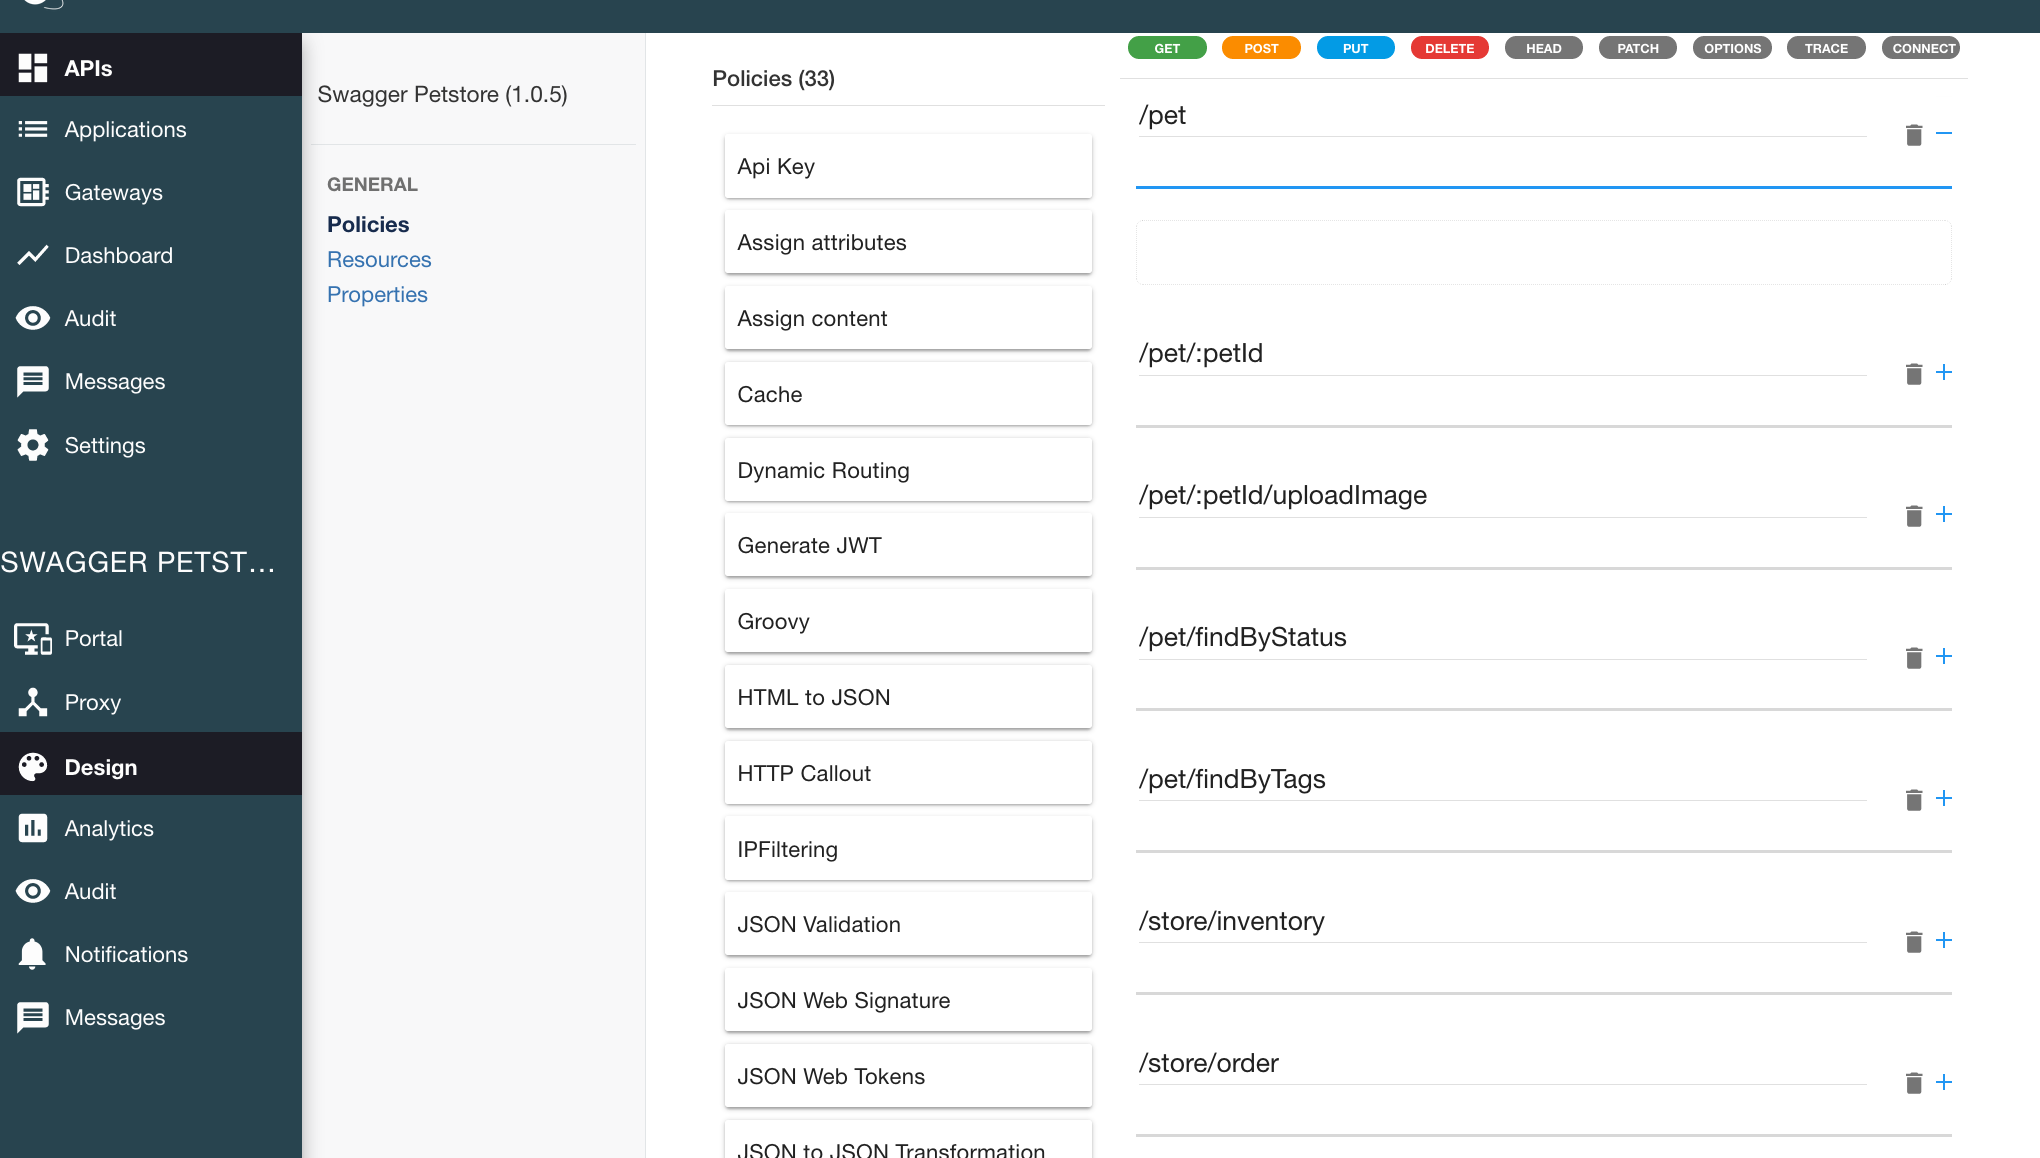 APIs
Applications
Gateways
Dashboard
Audit
Messages
Settings
SWAGGER PETST...
Portal
Proxy
Design
Analytics
Audit
Notifications
Messages
Swagger Petstore (1.0.5)
GENERAL
Policies
Resources
Properties
Policies (33)
Api Key
Assign attributes
Assign content
Cache
Dynamic Routing
Generate JWT
Groovy
HTML to JSON
HTTP Callout
IPFiltering
JSON Validation
JSON Web Signature
JSON Web Tokens
JSON to JSON Transformation
GET POST PUT DELETE HEAD PATCH OPTIONS TRACE CONNECT
/pet
/pet/:petId
/pet/:petId/uploadImage
/pet/findByStatus
/pet/findByTags
/store/inventory
/store/order